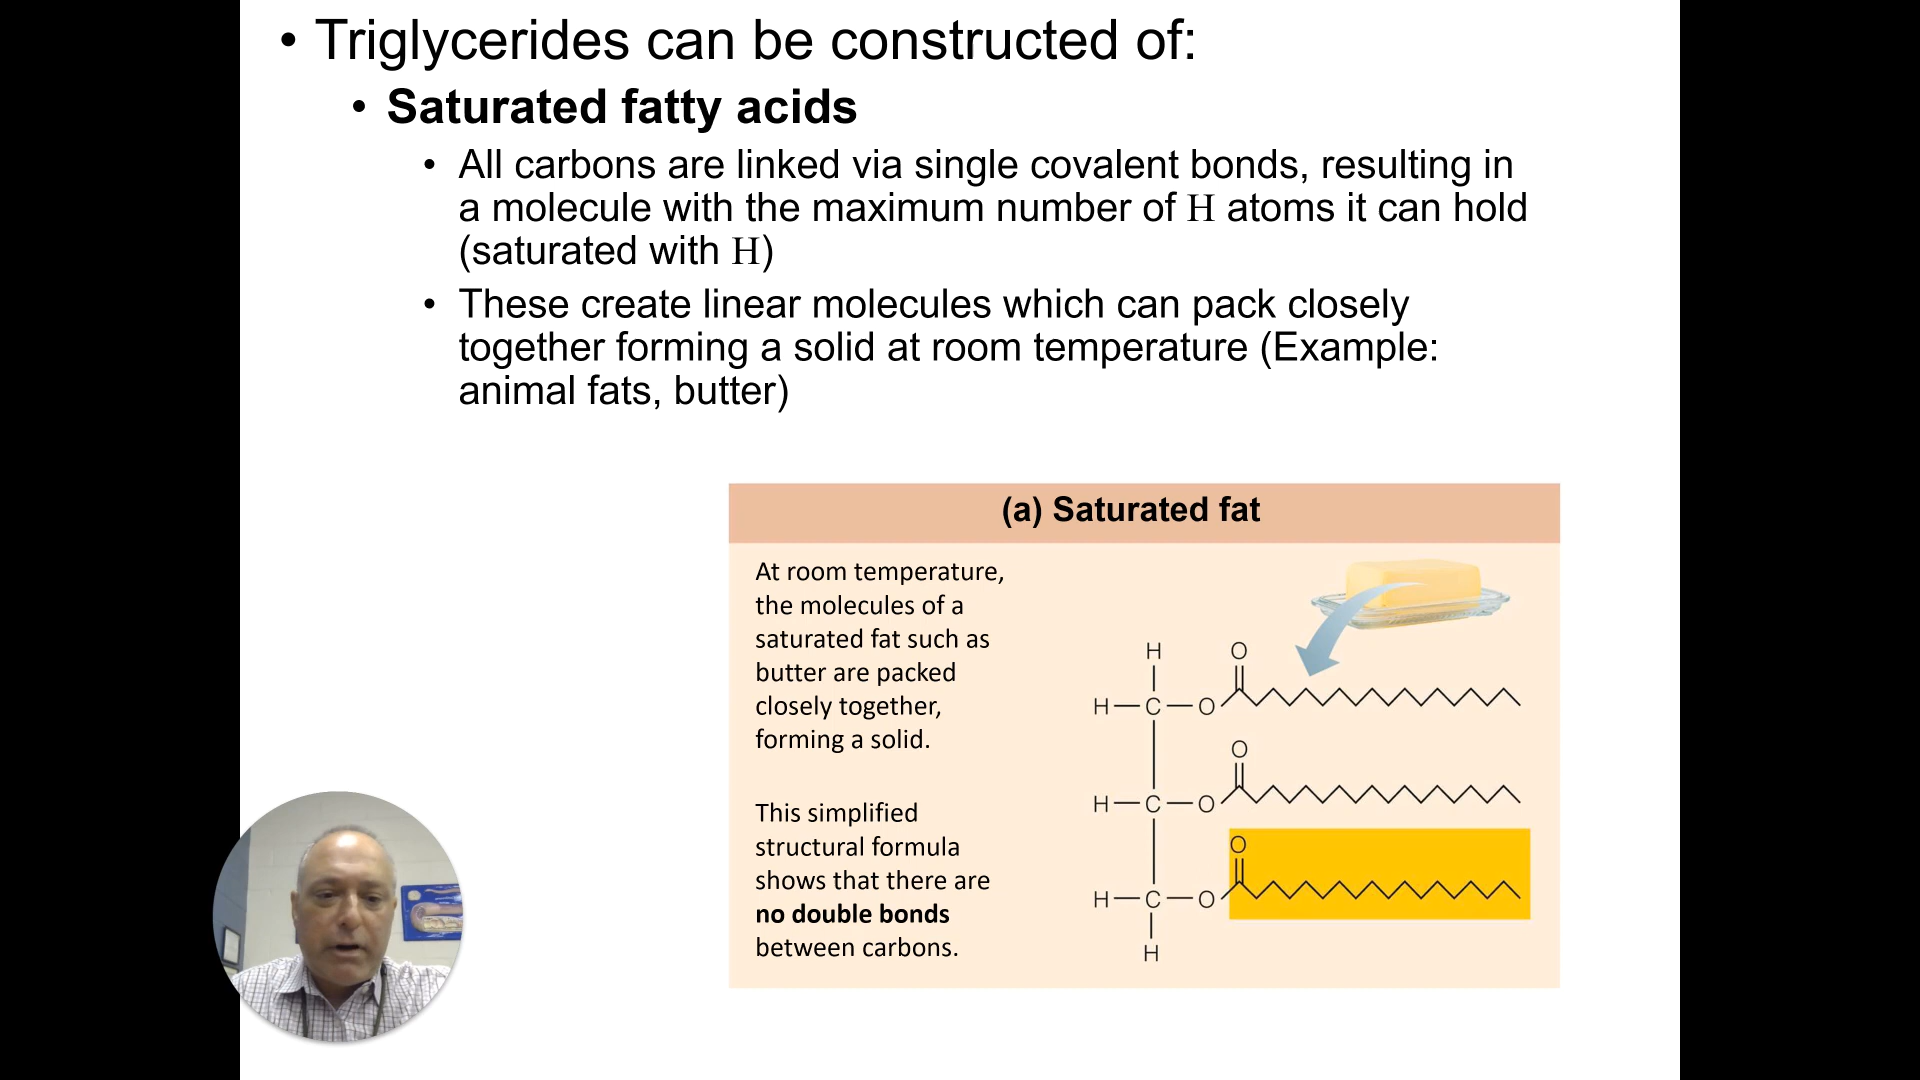 • Triglycerides can be constructed of:
• Saturated fatty acids
• All carbons are linked via single covalent bonds, resulting in
a molecule with the maximum number of H atoms it can hold
(saturated with H)
• These create linear molecules which can pack closely
together forming a solid at room temperature (Example:
animal fats, butter)
(a) Saturated fat
At room temperature,
the molecules of a
saturated fat such as
butter are packed
closely together,
forming a solid.
This simplified
structural formula
shows that there are
no double bonds
between carbons.
H O
H C O
O
H C O
O
H C O
H